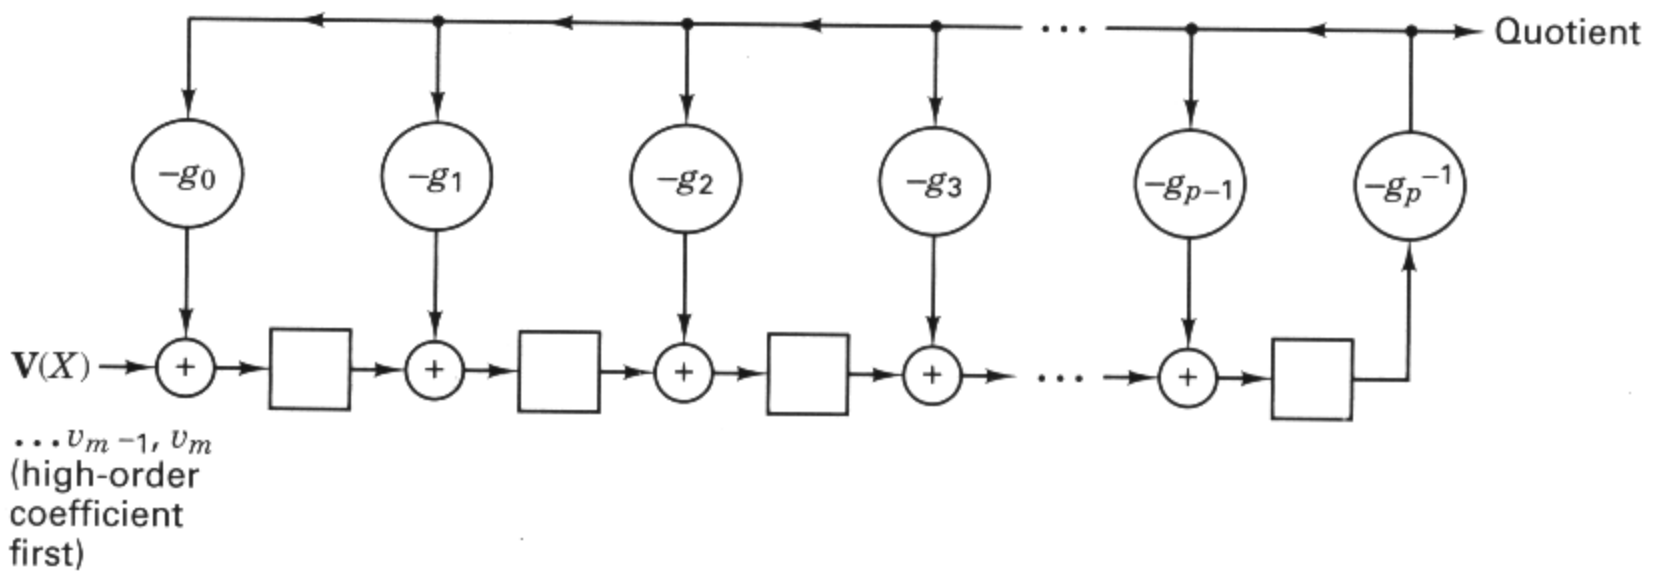 Quotient
−g₀ −g₁ −g₂ −g₃ −gₚ₋₁ −gₚ⁻¹
V(X) + + + + ··· +
...vₘ₋₁, vₘ
(high-order
coefficient
first)